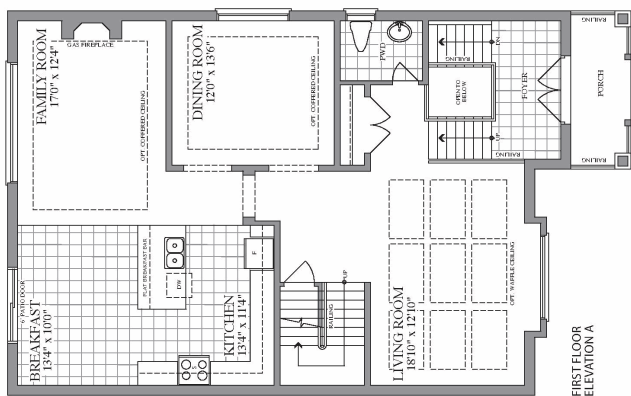 FAMILY ROOM
17'0" x 12'4"
GAS FIREPLACE
OPT. COFFERED CEILING
DINING ROOM
12'0" x 13'6"
OPT. COFFERED CEILING
PWD
DN
RAILING
OPEN TO
BELOW
FOYER
UP
RAILING
RAILING
PORCH
RAILING
6' PATIO DOOR
BREAKFAST
13'4" x 10'0"
FLAT BREAKFAST BAR
DW
F
S
KITCHEN
13'4" x 11'4"
UP
RAILING
LIVING ROOM
18'10" x 12'10"
OPT. WAFFLE CEILING
FIRST FLOOR
ELEVATION A